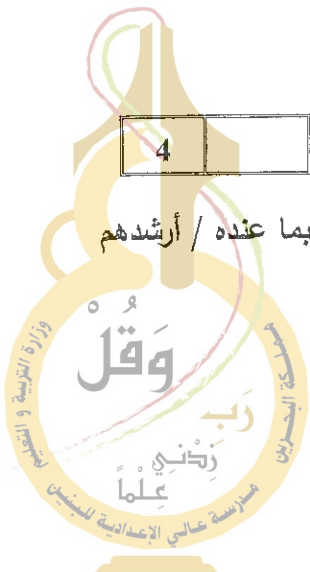 4
بما عنده / أرشدهم
وَقُل
رَب
زِدْنِي
عِلْماً
مملكة البحرين
وزارة التربية و التعليم
مدرسة عالي الإعدادية للبنين